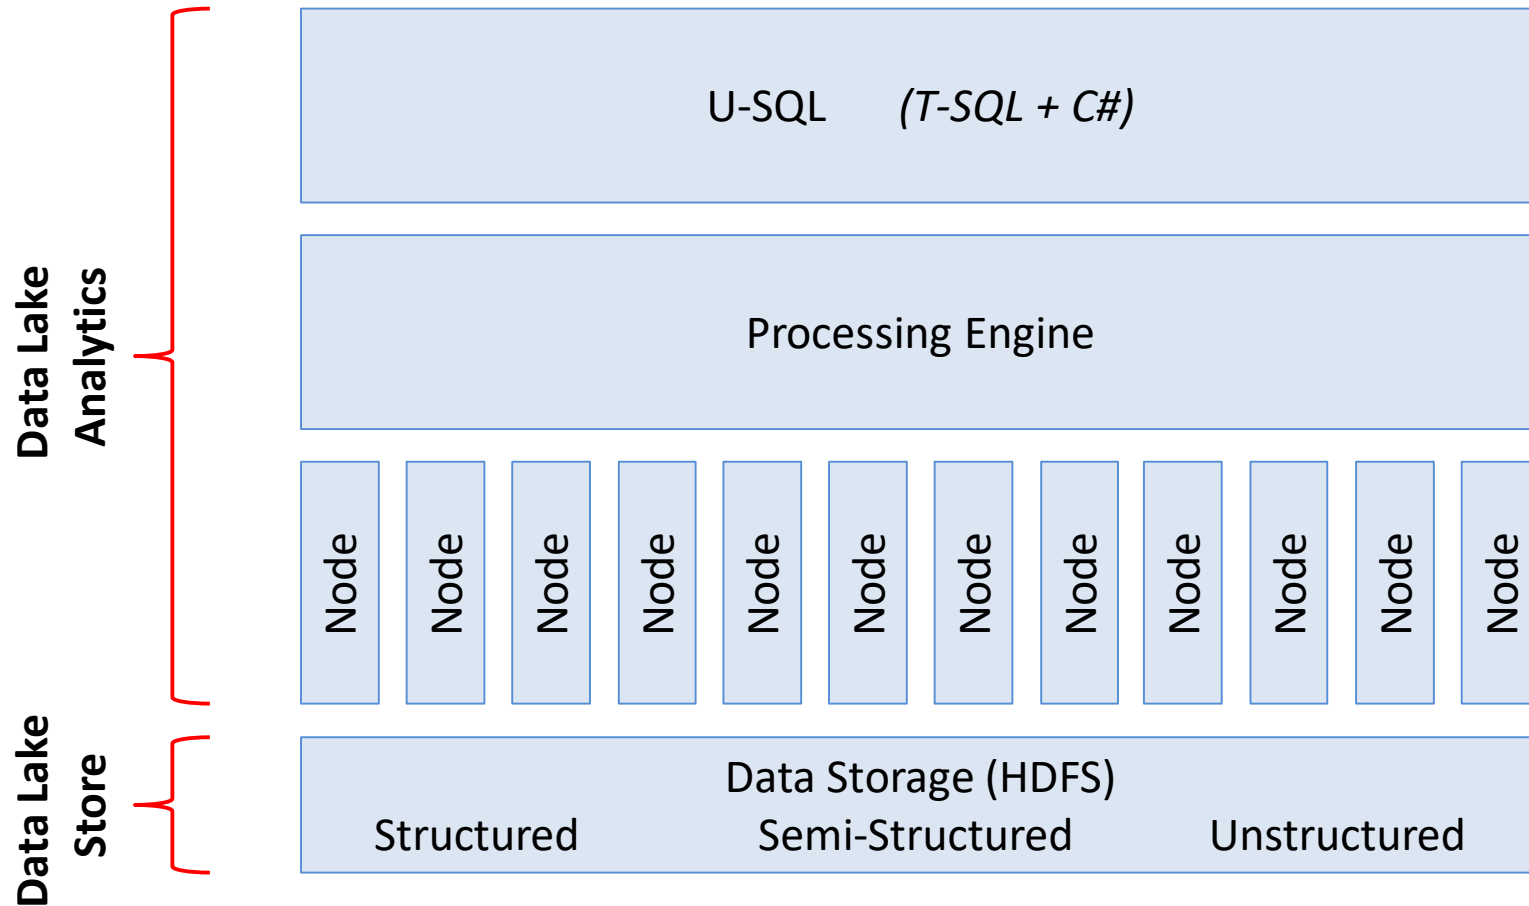 U-SQL (T-SQL + C#)
Data Lake
Analytics
Processing Engine
Node
Node
Node
Node
Node
Node
Node
Node
Node
Node
Node
Node
Data Lake
Store
Data Storage (HDFS)
Structured Semi-Structured Unstructured